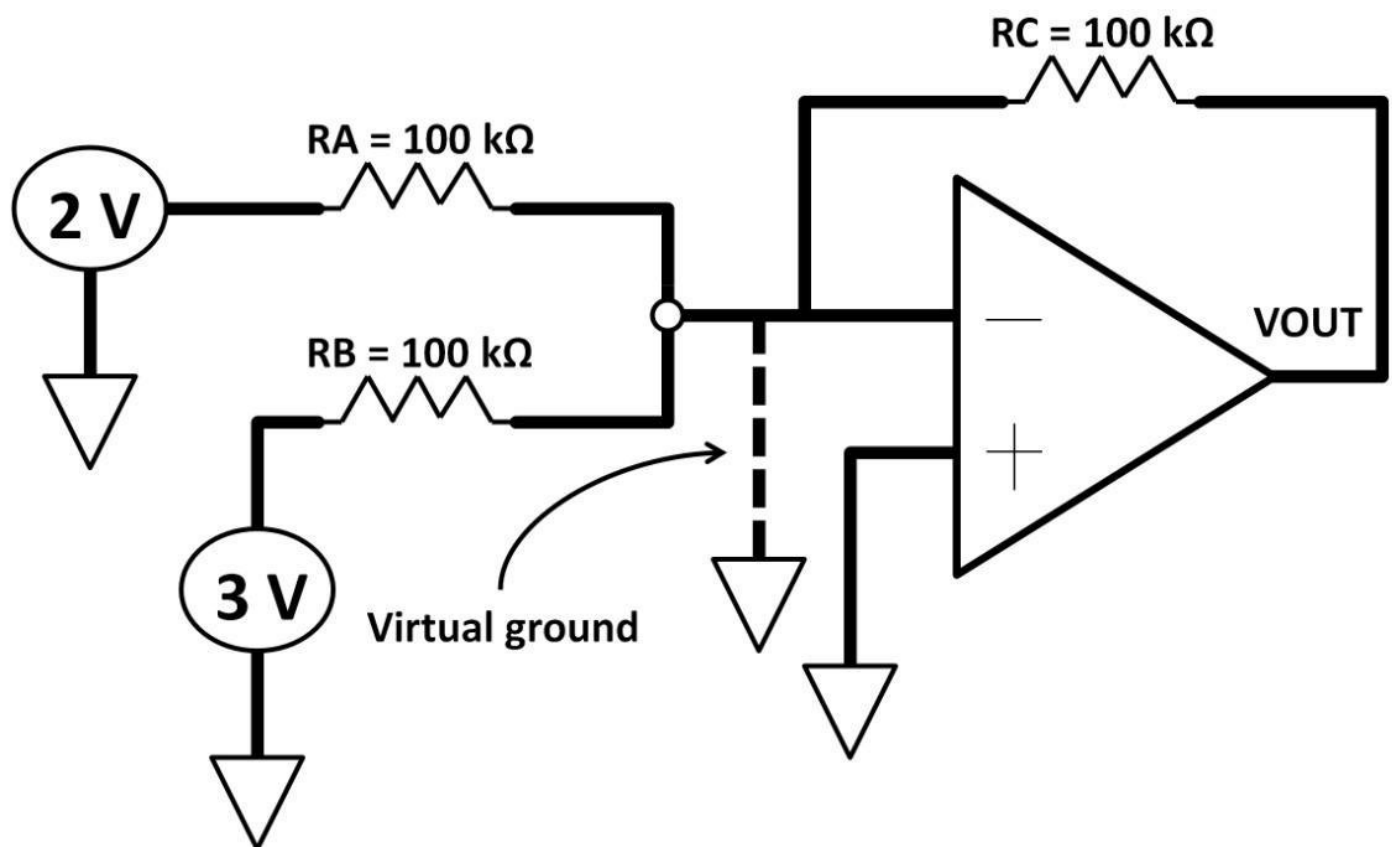 RC = 100 kΩ
RA = 100 kΩ
2 V
RB = 100 kΩ
VOUT
3 V
Virtual ground